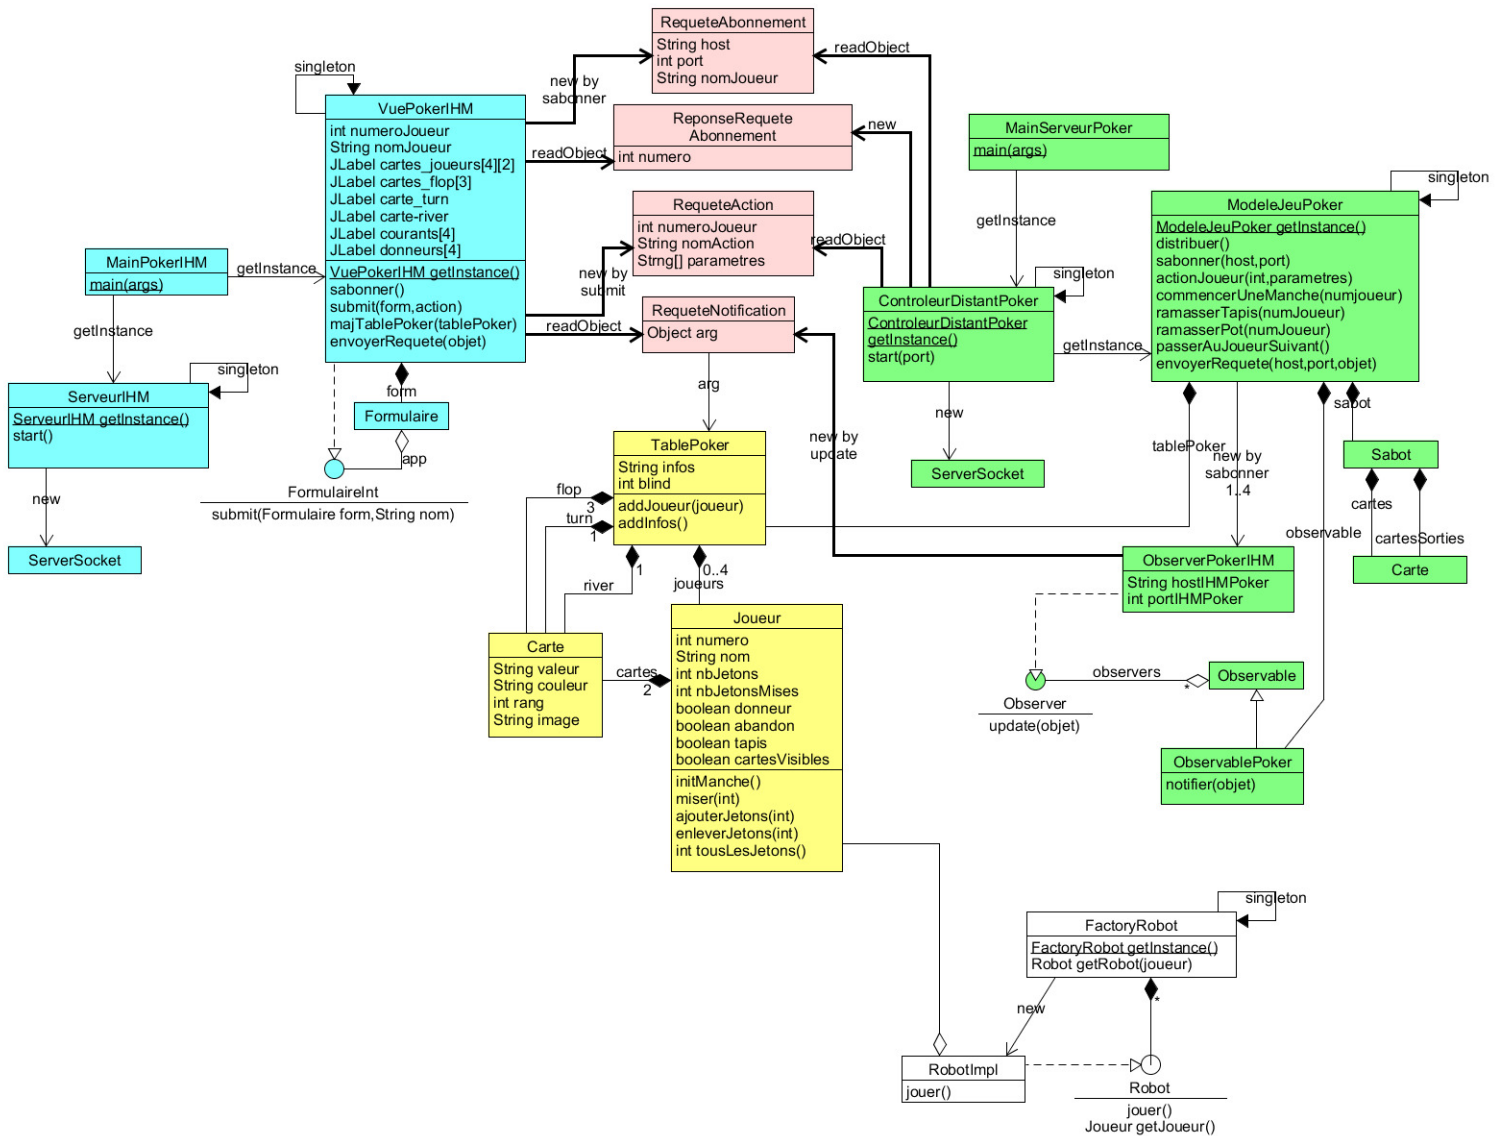 RequeteAbonnement
String host
int port
String nomJoueur
readObject
new by
sabonner
singleton
VuePokerIHM
int numeroJoueur
String nomJoueur
JLabel cartes_joueurs[4][2]
JLabel cartes_flop[3]
JLabel carte_turn
JLabel carte-river
JLabel courants[4]
JLabel donneurs[4]
VuePokerIHM getInstance()
sabonner()
submit(form,action)
majTablePoker(tablePoker)
envoyerRequete(objet)
ReponseRequete
Abonnement
int numero
new
readObject
MainServeurPoker
main(args)
getInstance
RequeteAction
int numeroJoueur
String nomAction
Strng[] parametres
readObject
new by
submit
singleton
ModeleJeuPoker
ModeleJeuPoker getInstance()
distribuer()
sabonner(host,port)
actionJoueur(int,parametres)
commencerUneManche(numjoueur)
ramasserTapis(numJoueur)
ramasserPot(numJoueur)
passerAuJoueurSuivant()
envoyerRequete(host,port,objet)
MainPokerIHM
main(args)
getInstance
getInstance
singleton
ControleurDistantPoker
ControleurDistantPoker
getInstance()
start(port)
getInstance
RequeteNotification
Object arg
readObject
arg
singleton
ServeurIHM
ServeurIHM getInstance()
start()
new
ServerSocket
form
Formulaire
app
FormulaireInt
submit(Formulaire form,String nom)
new
ServerSocket
new by
update
TablePoker
String infos
int blind
addJoueur(joueur)
addInfos()
flop
3
turn
1
river
1
0..4
joueurs
tablePoker
new by
sabonner
1..4
sabot
Sabot
cartes
cartesSorties
Carte
observable
ObserverPokerIHM
String hostIHMPoker
int portIHMPoker
Carte
String valeur
String couleur
int rang
String image
cartes
2
Joueur
int numero
String nom
int nbJetons
int nbJetonsMises
boolean donneur
boolean abandon
boolean tapis
boolean cartesVisibles
initManche()
miser(int)
ajouterJetons(int)
enleverJetons(int)
int tousLesJetons()
observers
*
Observable
Observer
update(objet)
ObservablePoker
notifier(objet)
singleton
FactoryRobot
FactoryRobot getInstance()
Robot getRobot(joueur)
new
*
RobotImpl
jouer()
Robot
jouer()
Joueur getJoueur()